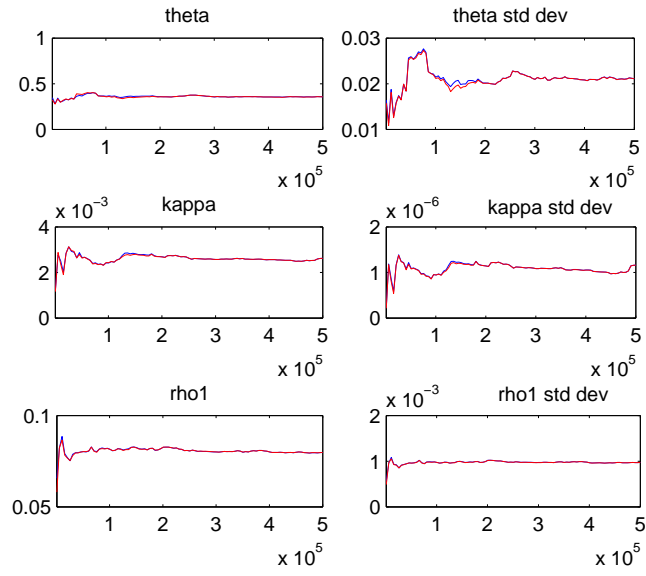 theta
theta std dev
1
0.5
0
1 2 3 4 5
x 10^5
0.03
0.02
0.01
1 2 3 4 5
x 10^5
x 10^-3
kappa
4
2
0
1 2 3 4 5
x 10^5
x 10^-6
kappa std dev
2
1
0
1 2 3 4 5
x 10^5
rho1
0.1
0.05
1 2 3 4 5
x 10^5
x 10^-3
rho1 std dev
2
1
0
1 2 3 4 5
x 10^5